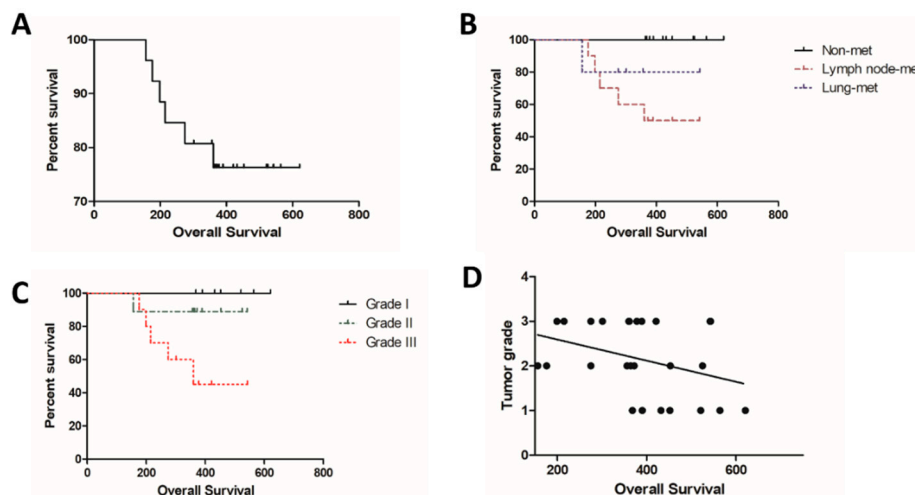 A
Percent survival
100
90
80
70
0 200 400 600 800
Overall Survival
B
Percent survival
100
80
60
40
20
0
0 200 400 600 800
Overall Survival
Non-met
Lymph node-me
Lung-met
C
Percent survival
100
80
60
40
20
0
0 200 400 600 800
Overall Survival
Grade I
Grade II
Grade III
D
Tumor grade
4
3
2
1
0
200 400 600
Overall Survival